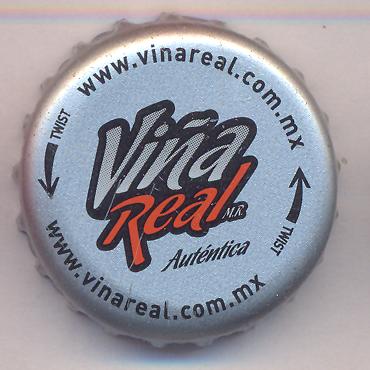 www.vinareal.com.mx
TWIST
Viña
Real M.R.
Auténtica
TWIST
www.vinareal.com.mx